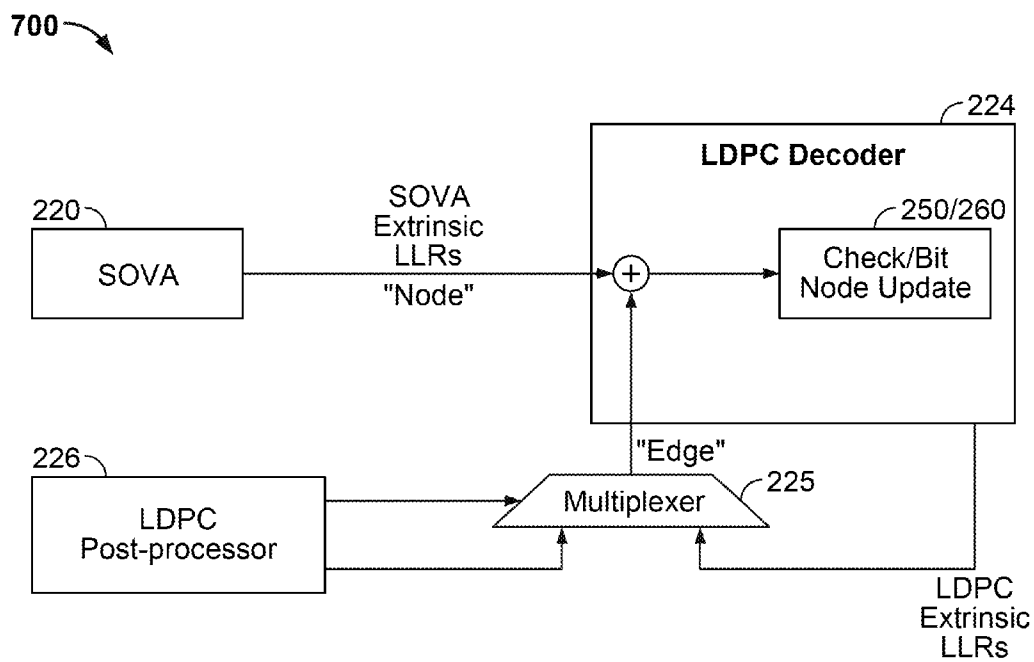 700
224
LDPC Decoder
220
SOVA
SOVA
Extrinsic
LLRs
"Node"
+
250/260
Check/Bit
Node Update
"Edge"
226
LDPC
Post-processor
Multiplexer
225
LDPC
Extrinsic
LLRs